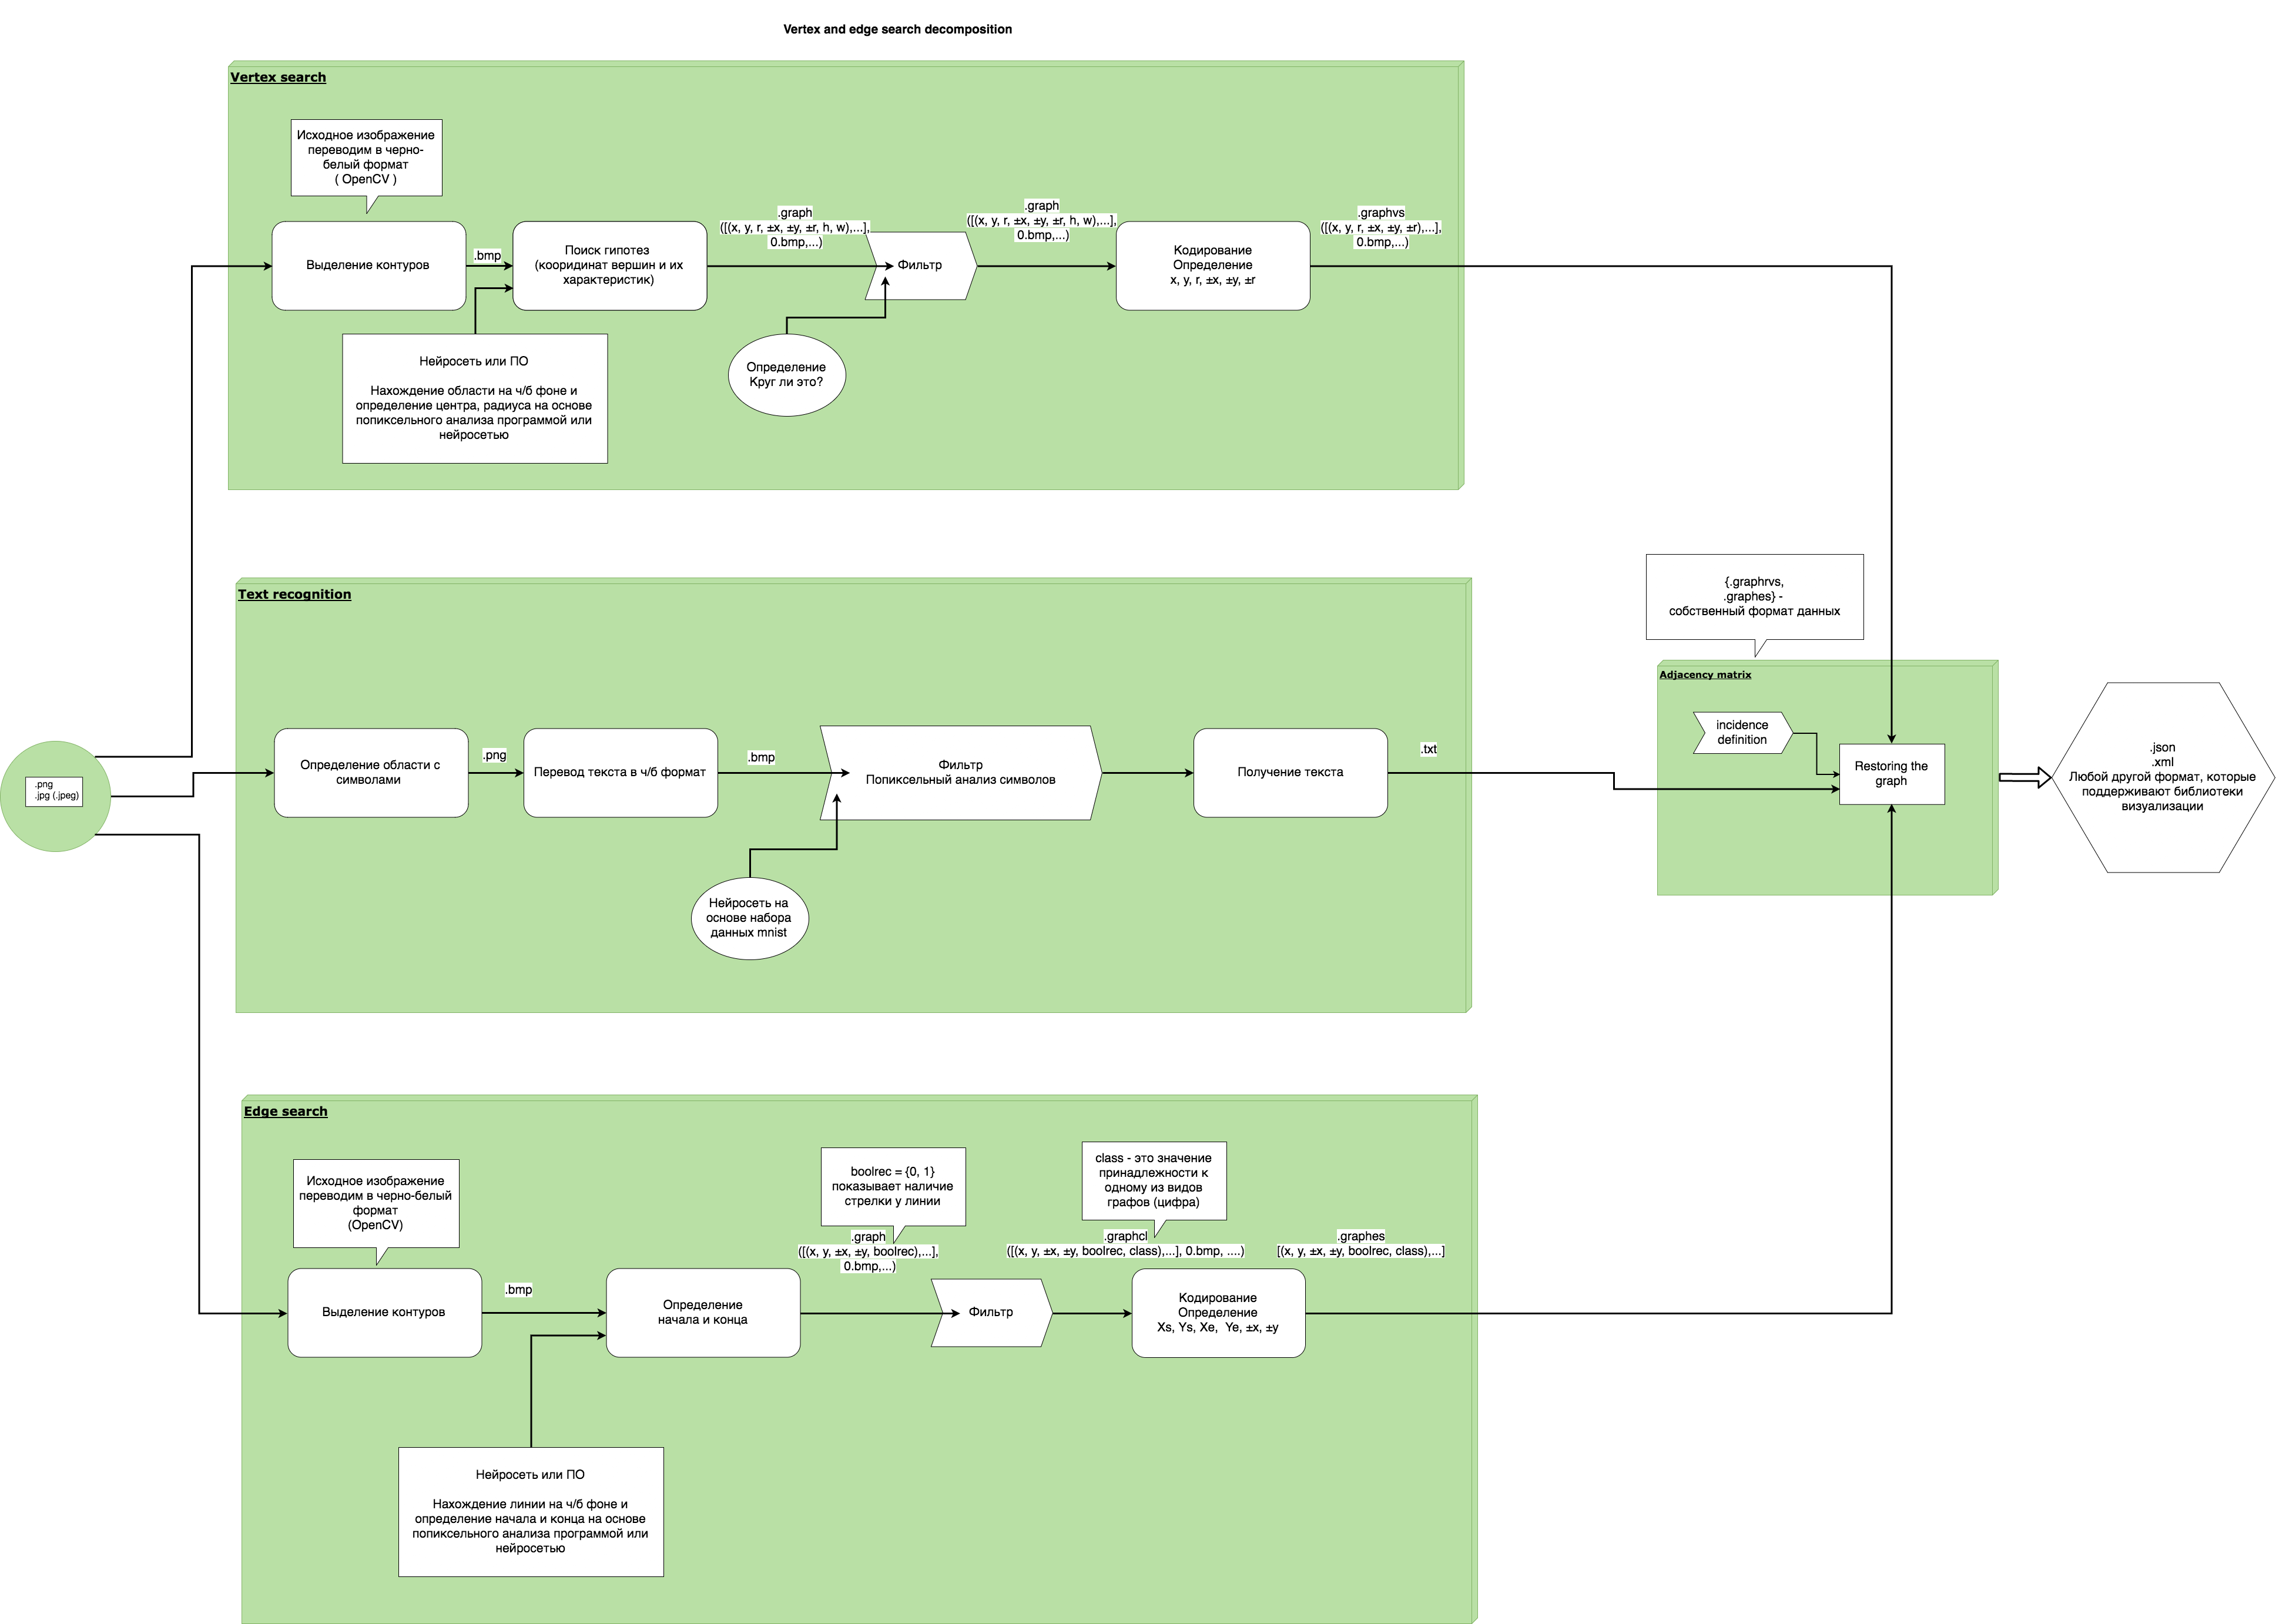 Vertex and edge search decomposition
Vertex search
Исходное изображение
переводим в черно-
белый формат
( OpenCV )
Выделение контуров
.bmp
Поиск гипотез
(кооридинат вершин и их
характеристик)
.graph
([(x, y, r, ±x, ±y, ±r, h, w),...],
0.bmp,...)
Фильтр
.graph
([(x, y, r, ±x, ±y, ±r, h, w),...],
0.bmp,...)
Кодирование
Определение
x, y, r, ±x, ±y, ±r
.graphvs
([(x, y, r, ±x, ±y, ±r),...],
0.bmp,...)
Нейросеть или ПО
Нахождение области на ч/б фоне и
определение центра, радиуса на основе
попиксельного анализа программой или
нейросетью
Определение
Круг ли это?
.png
.jpg (.jpeg)
Text recognition
Определение области с
символами
.png
Перевод текста в ч/б формат
.bmp
Фильтр
Попиксельный анализ символов
Получение текста
.txt
Нейросеть на
основе набора
данных mnist
{.graphrvs,
.graphes} -
собственный формат данных
Adjacency matrix
incidence
definition
Restoring the
graph
.json
.xml
Любой другой формат, которые
поддерживают библиотеки
визуализации
Edge search
Исходное изображение
переводим в черно-белый
формат
(OpenCV)
Выделение контуров
.bmp
Определение
начала и конца
boolrec = {0, 1}
показывает наличие
стрелки у линии
.graph
([(x, y, ±x, ±y, boolrec),...],
0.bmp,...)
Фильтр
class - это значение
принадлежности к
одному из видов
графов (цифра)
.graphcl
([(x, y, ±x, ±y, boolrec, class),...], 0.bmp, ....)
Кодирование
Определение
Xs, Ys, Xe, Ye, ±x, ±y
.graphes
[(x, y, ±x, ±y, boolrec, class),...]
Нейросеть или ПО
Нахождение линии на ч/б фоне и
определение начала и конца на основе
попиксельного анализа программой или
нейросетью